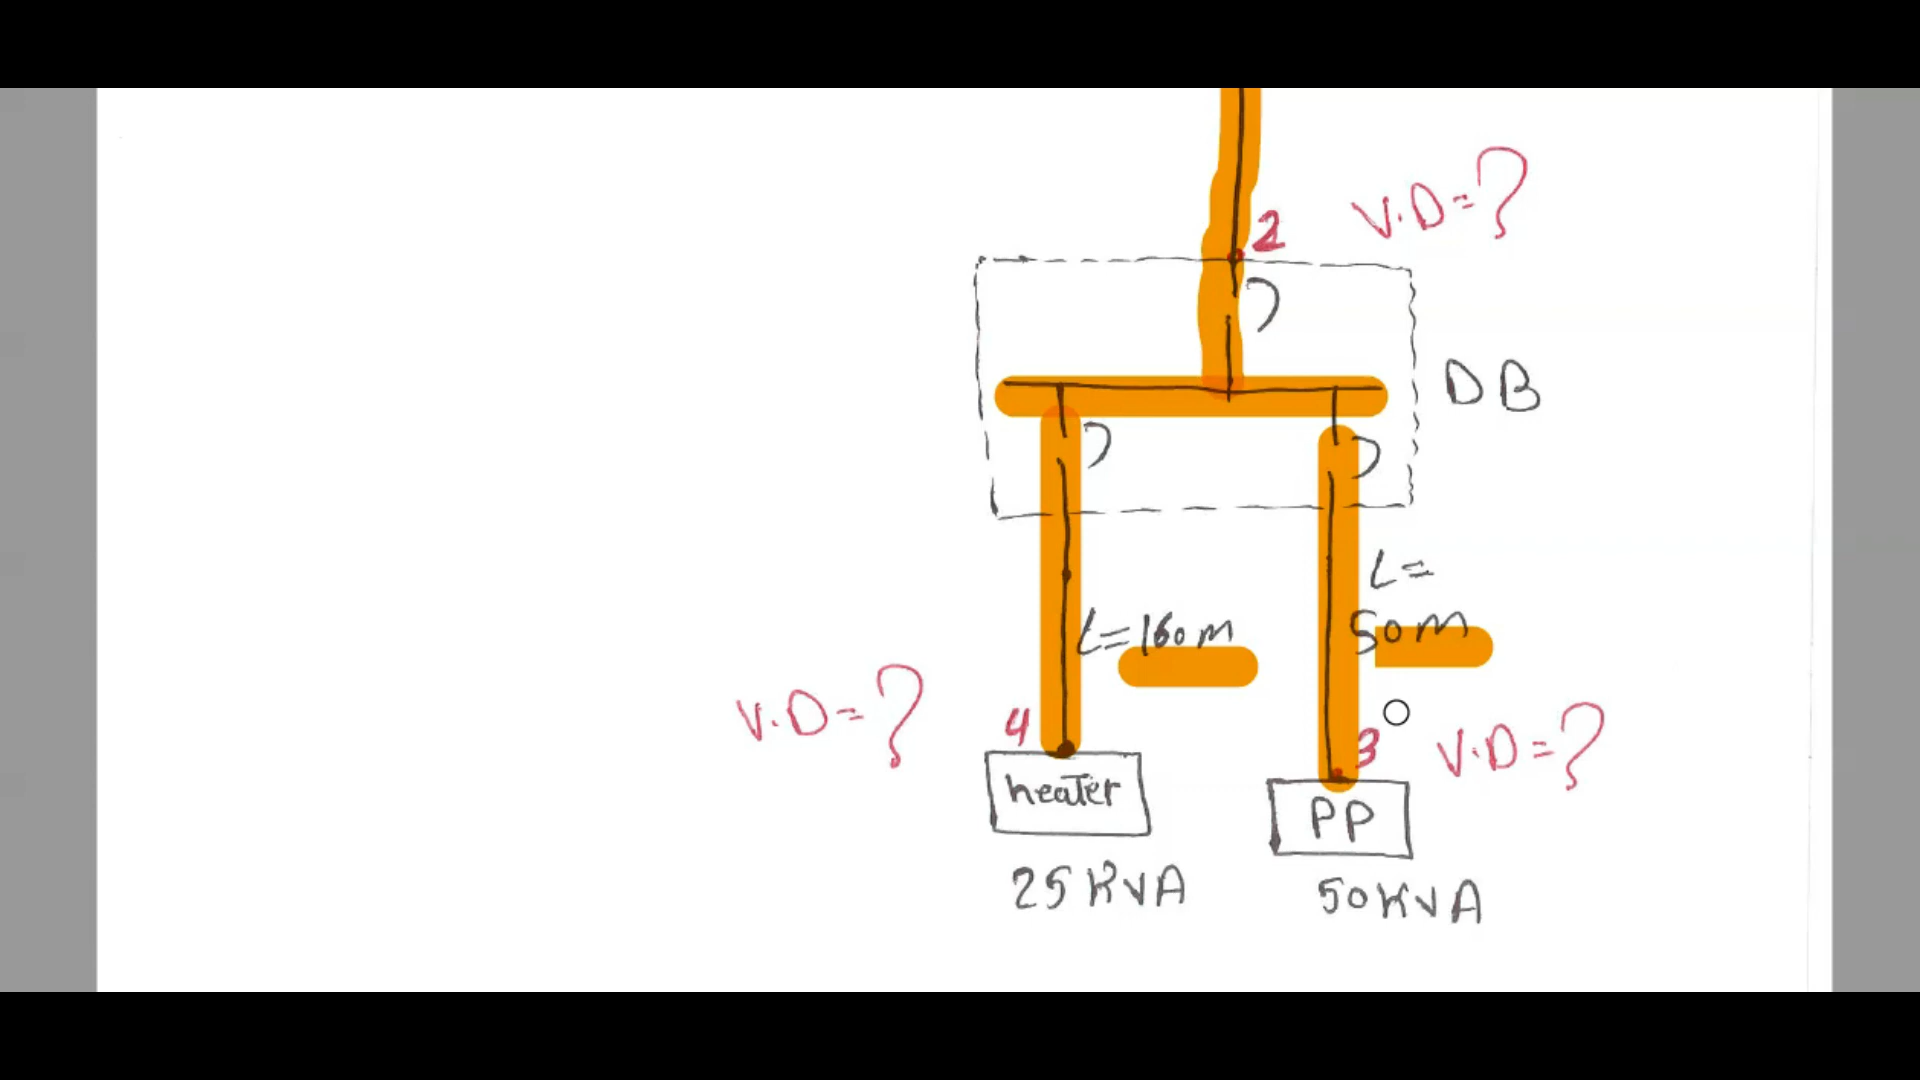 2
V.D=?
DB
L=
50m
L=160m
V.D=?
4
3
V.D=?
heater
PP
25KVA
50KVA